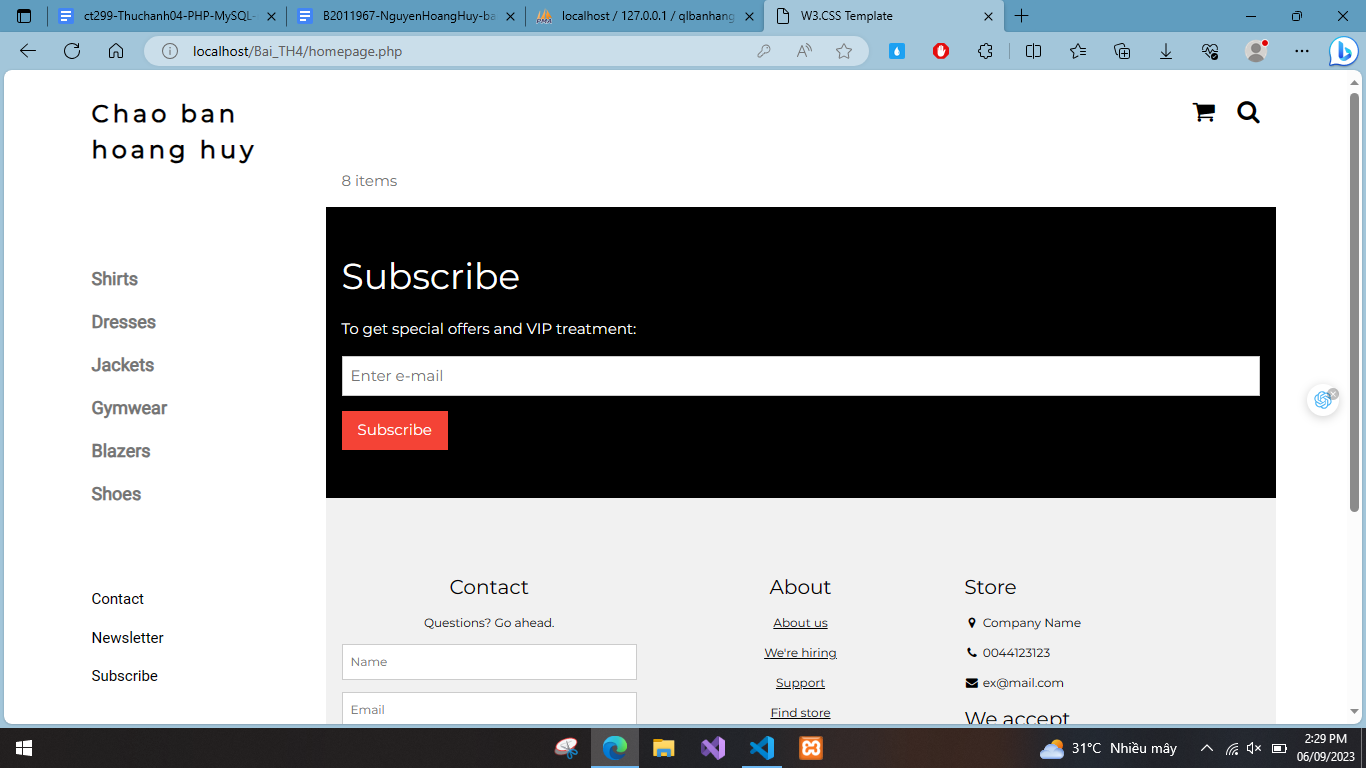 ct299-Thuchanh04-PHP-MySQL-
B2011967-NguyenHoangHuy-ba
localhost / 127.0.0.1 / qlbanhang
W3.CSS Template
localhost/Bai_TH4/homepage.php
Chao ban
hoang huy
8 items
Shirts
Dresses
Jackets
Gymwear
Blazers
Shoes
Contact
Newsletter
Subscribe
Subscribe
To get special offers and VIP treatment:
Enter e-mail
Subscribe
Contact
Questions? Go ahead.
Name
Email
About
About us
We're hiring
Support
Find store
Store
Company Name
0044123123
ex@mail.com
We accept
31°C Nhiều mây
2:29 PM
06/09/2023